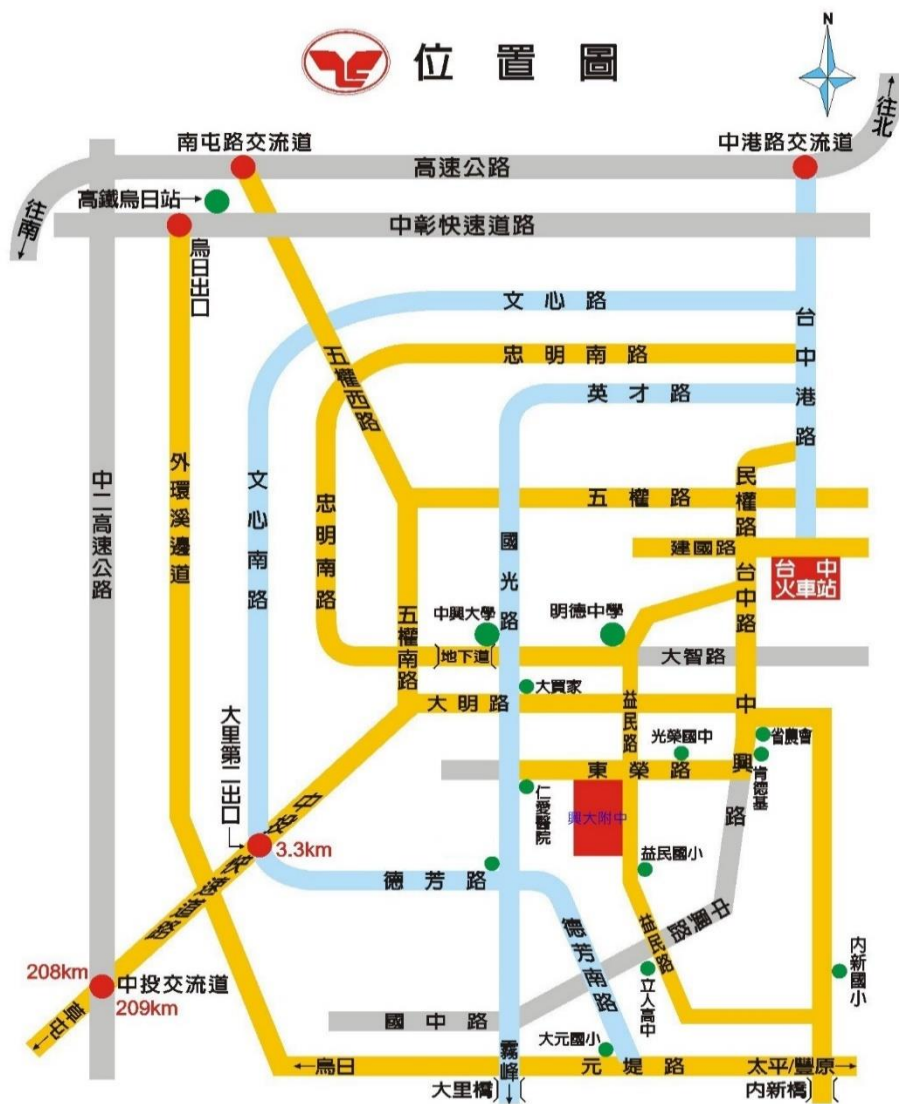 位置圖
N
往北
南屯路交流道
中港路交流道
高速公路
高鐵烏日站
往南
中彰快速道路
烏日出口
文心路
台中港路
忠明南路
五權西路
英才路
中二高速公路
外環溪邊道
文心南路
忠明南路
民權路
五權路
國光路
建國路
台中
火車站
台中路
中興大學
明德中學
五權南路
地下道
大智路
大買家
益民路
大明路
中興路
大里第二出口
光榮國中
省農會
東榮路
肯德基
仁愛醫院
興大附中
中投快速道路
3.3km
益民國小
德芳路
中興路
德芳南路
益民路
內新國小
立人高中
208km
中投交流道
209km
草屯
國中路
大元國小
霧峰
烏日
元堤路
太平/豐原
大里橋
內新橋